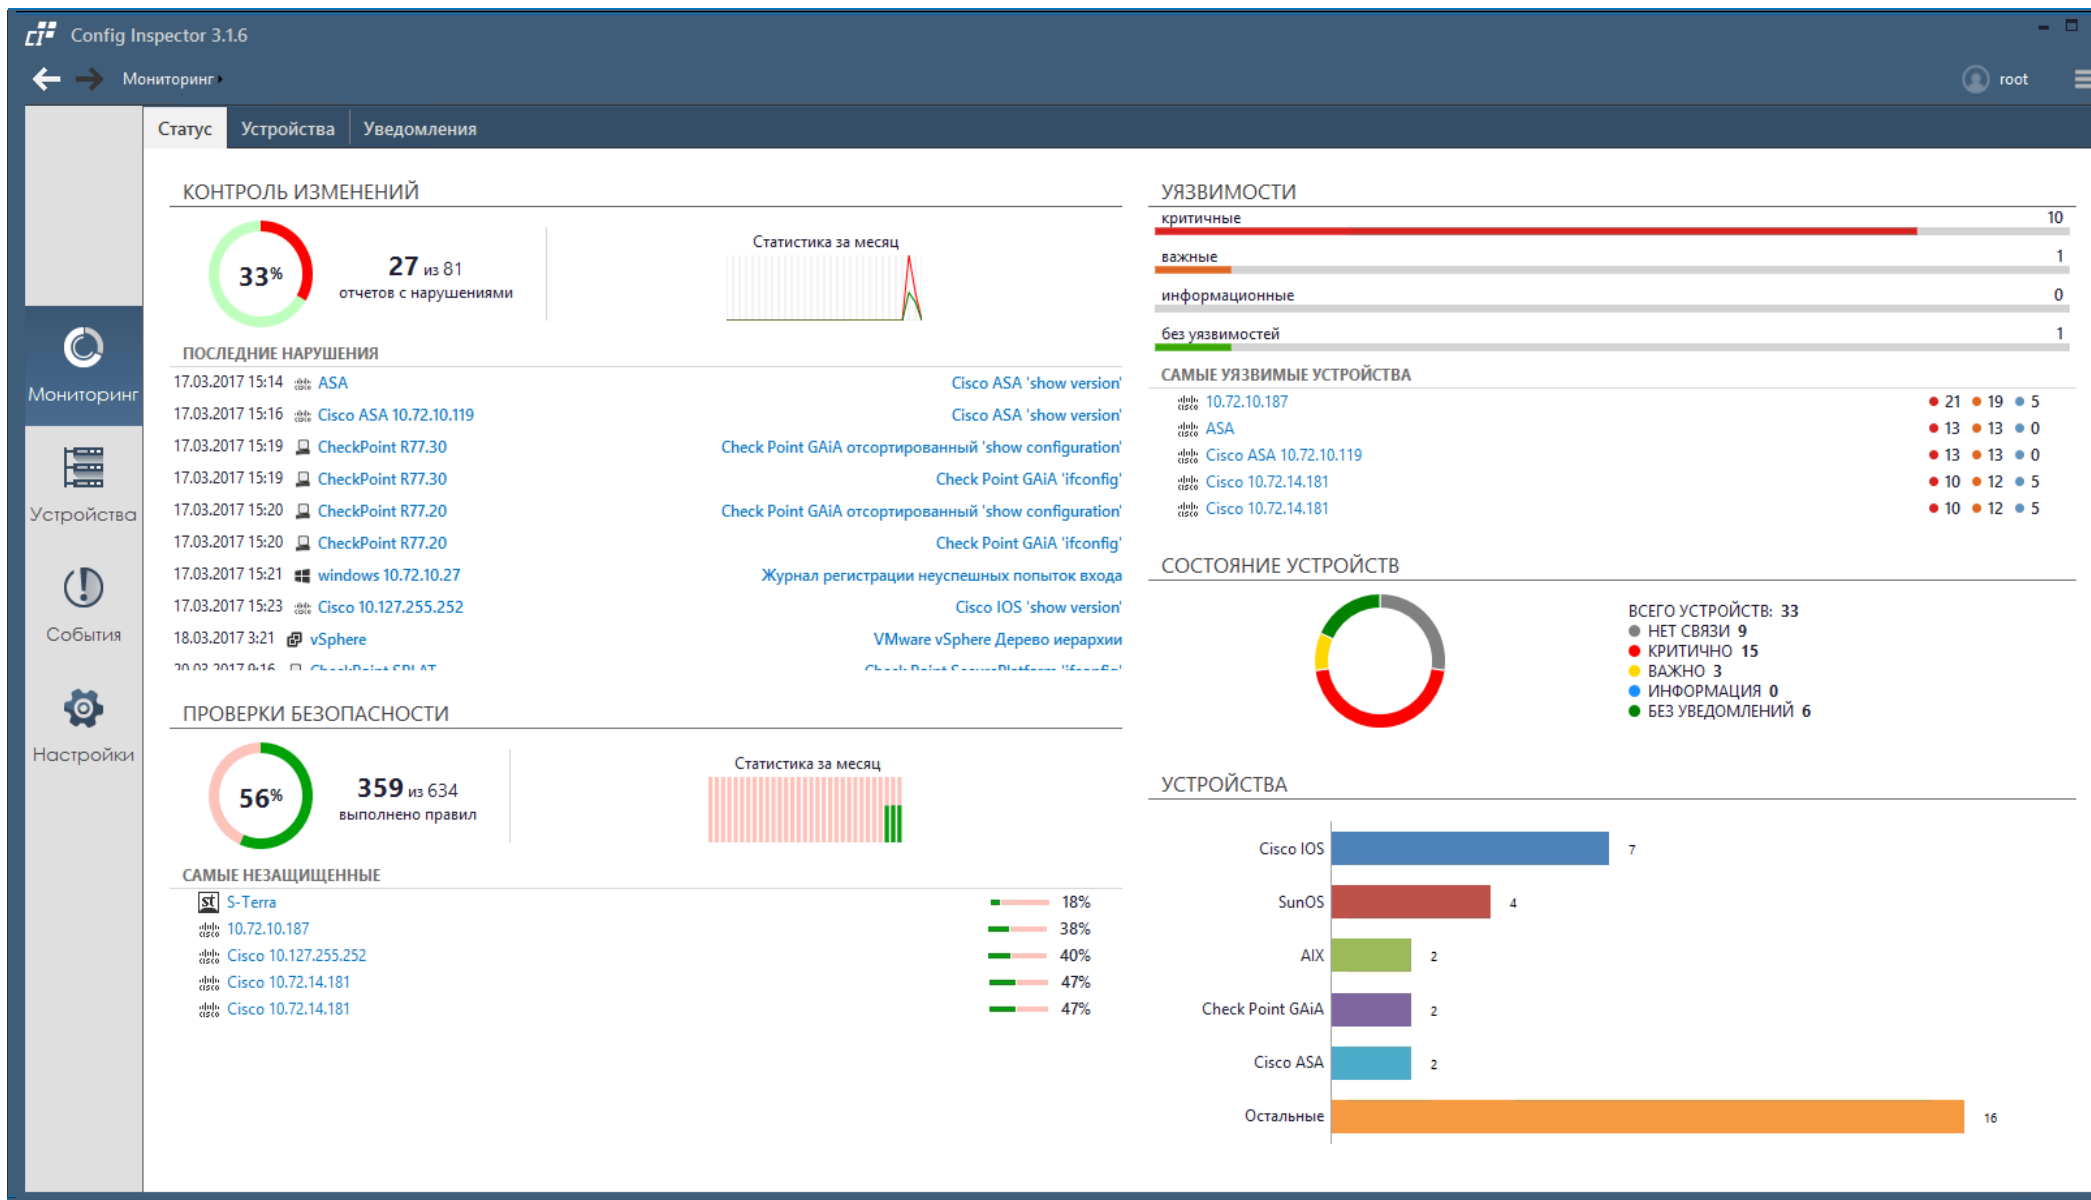 Config Inspector 3.1.6
Мониторинг
root
Статус Устройства Уведомления
Мониторинг
Устройства
События
Настройки
КОНТРОЛЬ ИЗМЕНЕНИЙ
33%
27 из 81
отчетов с нарушениями
Статистика за месяц
ПОСЛЕДНИЕ НАРУШЕНИЯ
17.03.2017 15:14 ASA Cisco ASA 'show version'
17.03.2017 15:16 Cisco ASA 10.72.10.119 Cisco ASA 'show version'
17.03.2017 15:19 CheckPoint R77.30 Check Point GAiA отсортированный 'show configuration'
17.03.2017 15:19 CheckPoint R77.30 Check Point GAiA 'ifconfig'
17.03.2017 15:20 CheckPoint R77.20 Check Point GAiA отсортированный 'show configuration'
17.03.2017 15:20 CheckPoint R77.20 Check Point GAiA 'ifconfig'
17.03.2017 15:21 windows 10.72.10.27 Журнал регистрации неуспешных попыток входа
17.03.2017 15:23 Cisco 10.127.255.252 Cisco IOS 'show version'
18.03.2017 3:21 vSphere VMware vSphere Дерево иерархии
20.03.2017 9:16 CheckPoint SPLAT Check Point SecurePlatform 'ifconfig'
ПРОВЕРКИ БЕЗОПАСНОСТИ
56%
359 из 634
выполнено правил
Статистика за месяц
САМЫЕ НЕЗАЩИЩЕННЫЕ
S-Terra 18%
10.72.10.187 38%
Cisco 10.127.255.252 40%
Cisco 10.72.14.181 47%
Cisco 10.72.14.181 47%
УЯЗВИМОСТИ
критичные 10
важные 1
информационные 0
без уязвимостей 1
САМЫЕ УЯЗВИМЫЕ УСТРОЙСТВА
10.72.10.187 21 19 5
ASA 13 13 0
Cisco ASA 10.72.10.119 13 13 0
Cisco 10.72.14.181 10 12 5
Cisco 10.72.14.181 10 12 5
СОСТОЯНИЕ УСТРОЙСТВ
ВСЕГО УСТРОЙСТВ: 33
НЕТ СВЯЗИ 9
КРИТИЧНО 15
ВАЖНО 3
ИНФОРМАЦИЯ 0
БЕЗ УВЕДОМЛЕНИЙ 6
УСТРОЙСТВА
Cisco IOS 7
SunOS 4
AIX 2
Check Point GAiA 2
Cisco ASA 2
Остальные 16